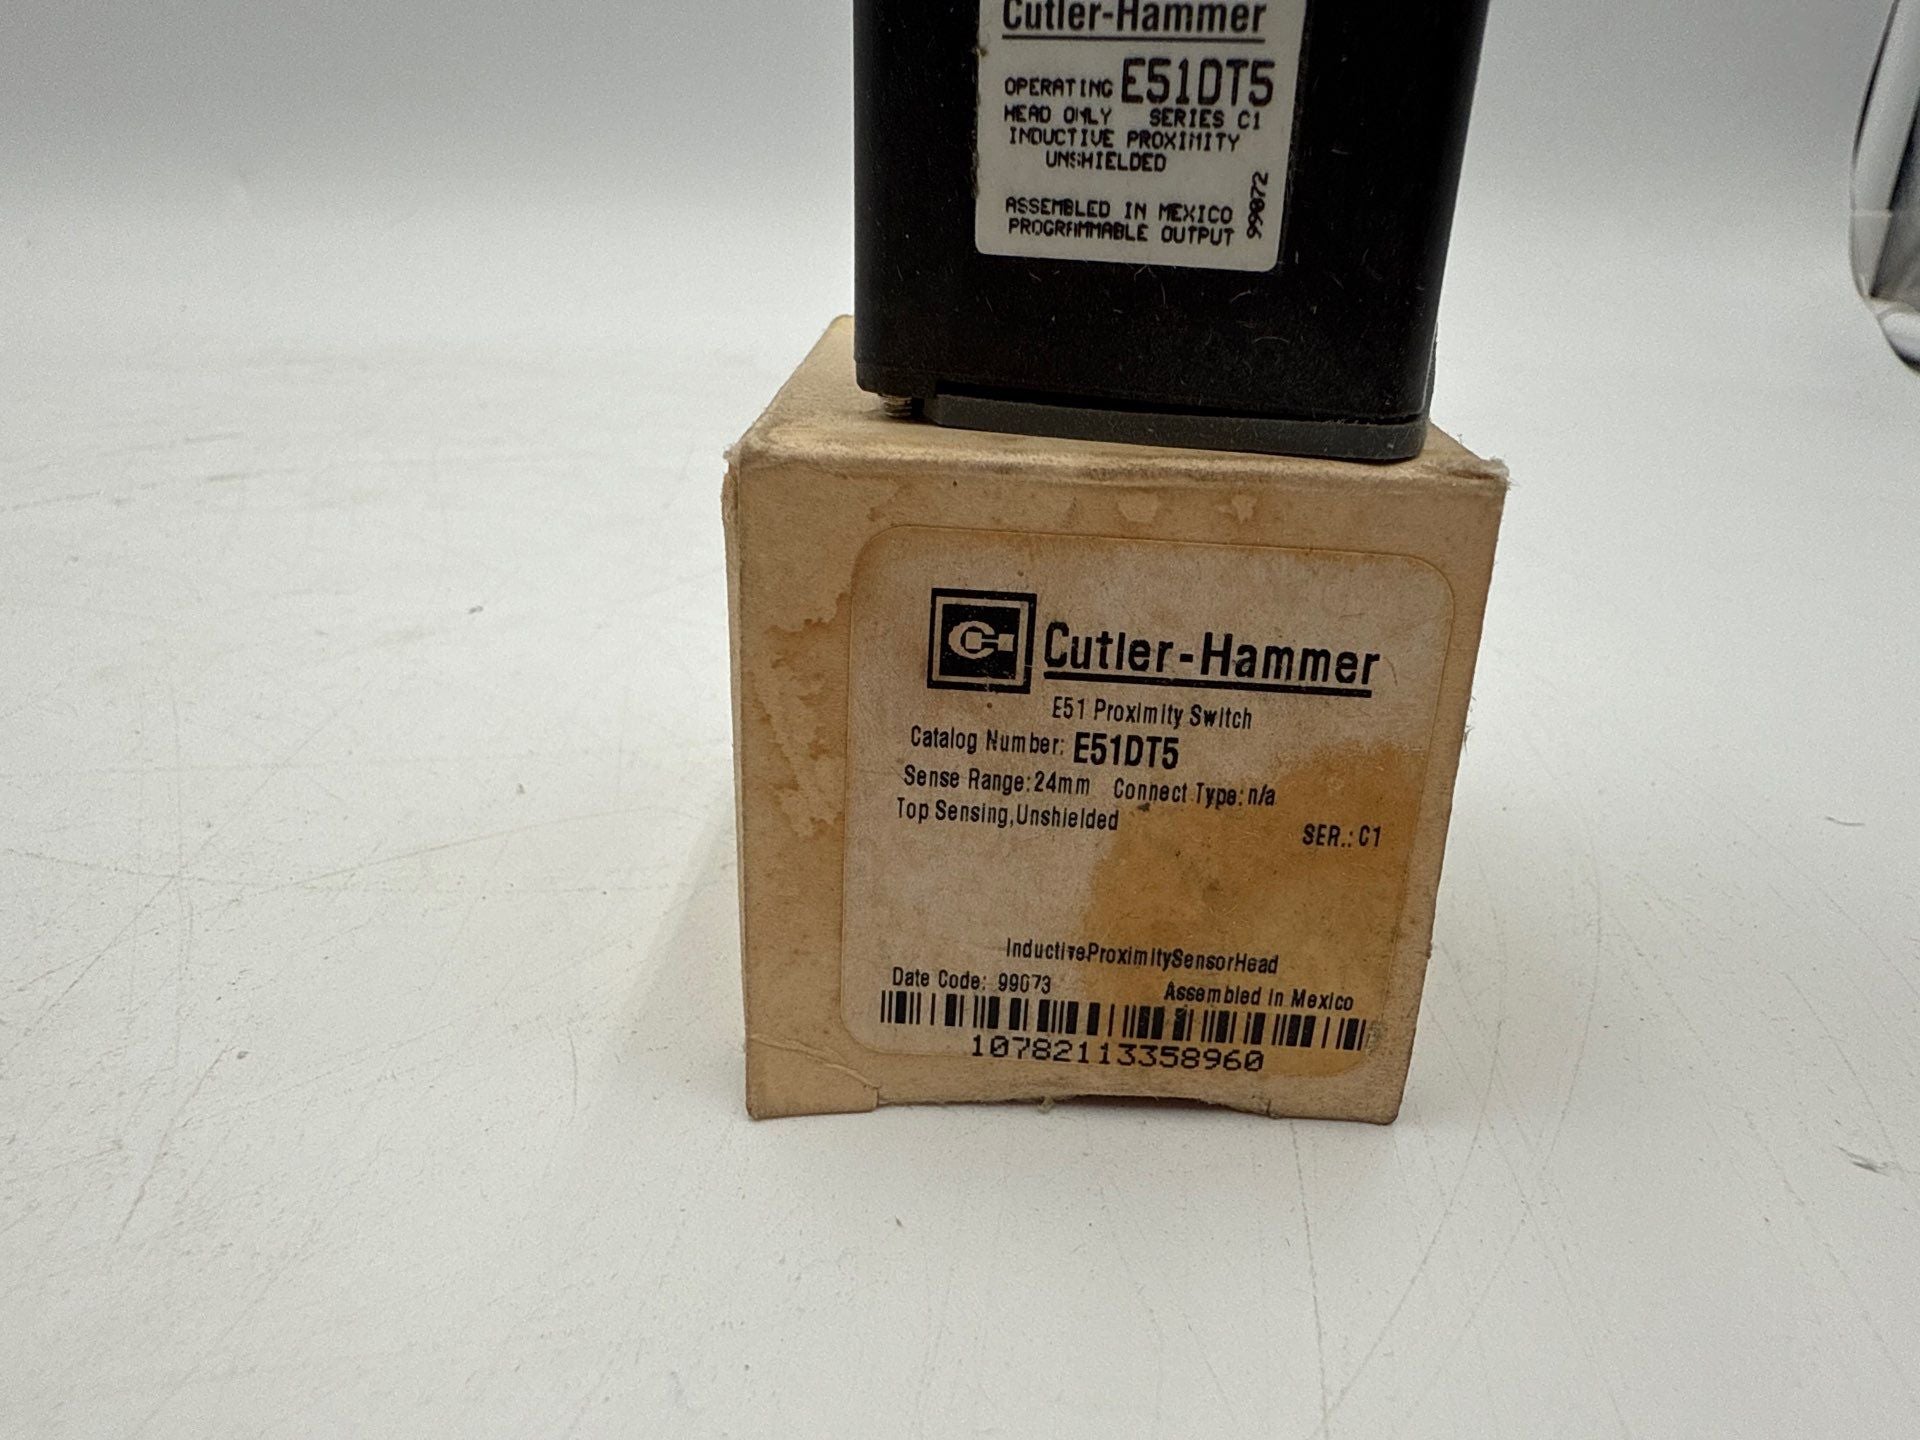 Cutler-Hammer
OPERATING E51DT5
HEAD ONLY SERIES C1
INDUCTIVE PROXIMITY
UNSHIELDED
99072
ASSEMBLED IN MEXICO
PROGRAMMABLE OUTPUT
CH Cutler-Hammer
E51 Proximity Switch
Catalog Number: E51DT5
Sense Range:24mm Connect Type:n/a
Top Sensing,Unshielded
SER.: C1
InductiveProximitySensorHead
Date Code: 99073 Assembled in Mexico
10782113358960